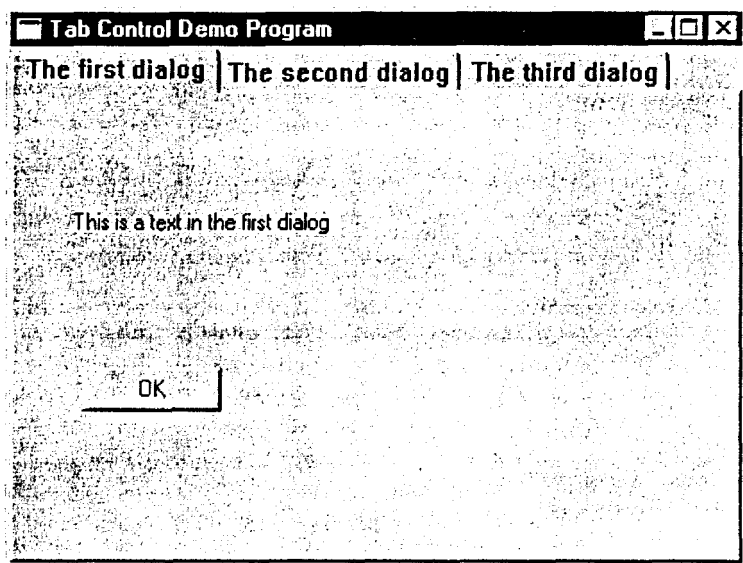 Tab Control Demo Program
The first dialog The second dialog The third dialog
This is a text in the first dialog
OK